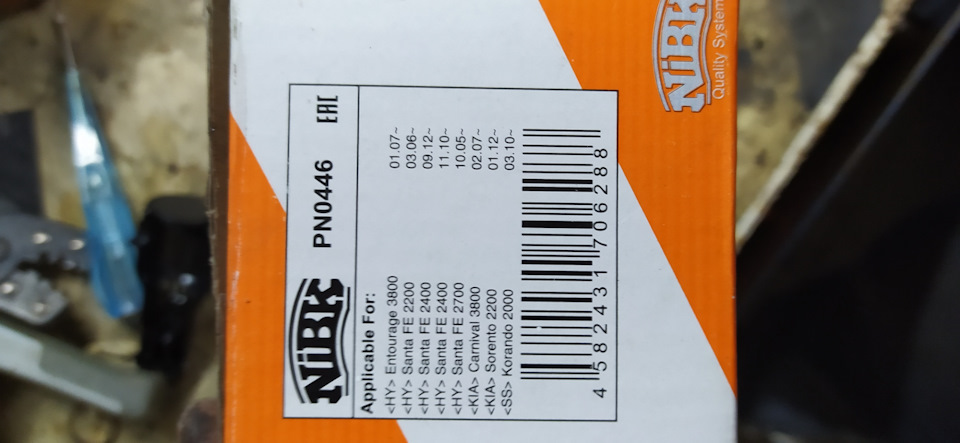 NiBK PN0446 EAC
Applicable For:
<HY> Entourage 3800 01.07~
<HY> Santa FE 2200 03.06~
<HY> Santa FE 2400 09.12~
<HY> Santa FE 2400 11.10~
<HY> Santa FE 2700 10.05~
<KIA> Carnival 3800 02.07~
<KIA> Sorento 2200 01.12~
<SS> Korando 2000 03.10~
4 582431 706288
NiBK
Quality System